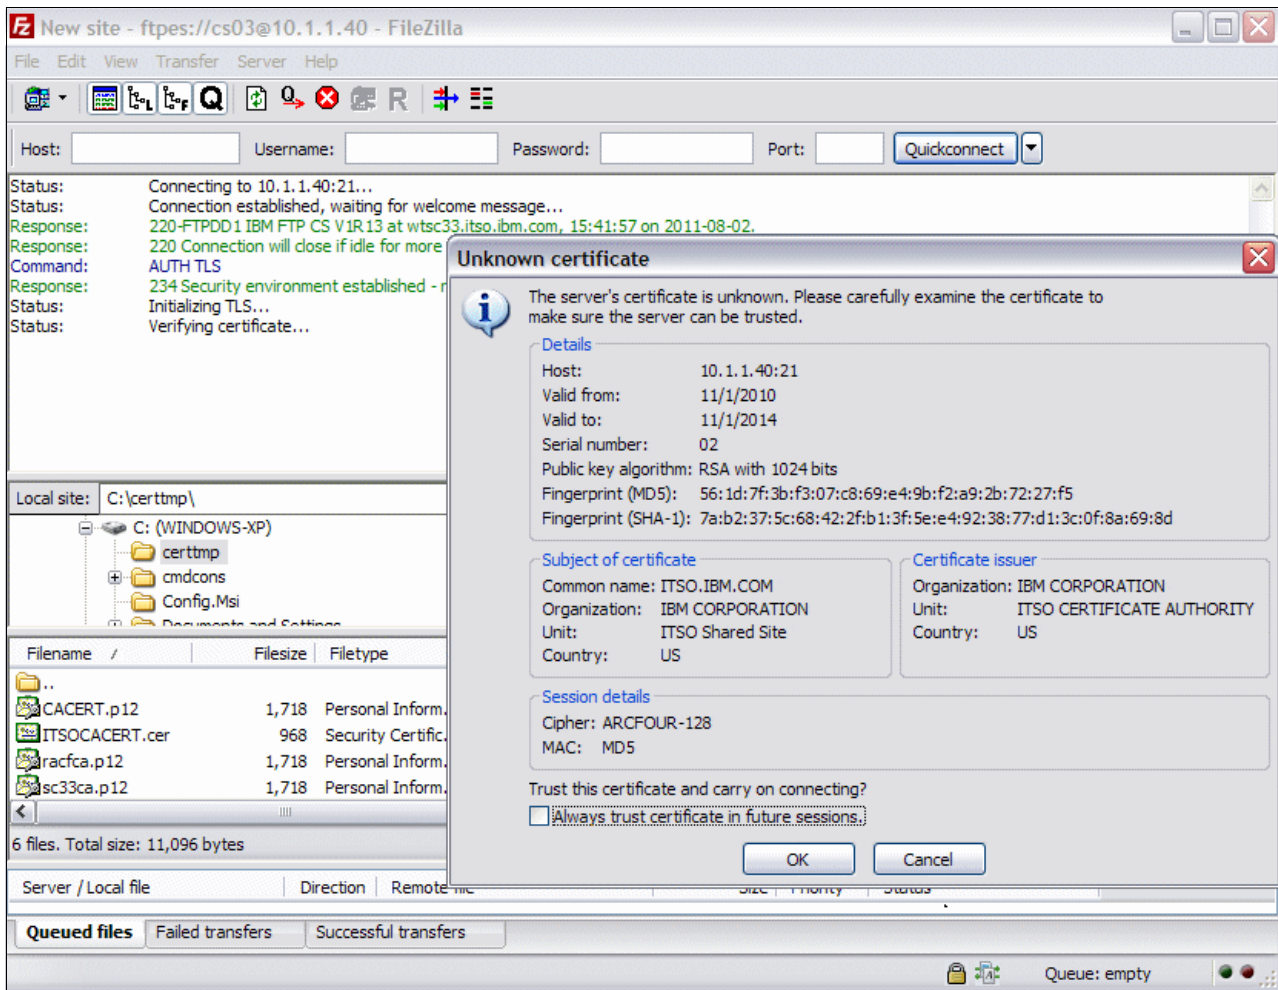 New site - ftpes://cs03@10.1.1.40 - FileZilla
File Edit View Transfer Server Help
Host: Username: Password: Port: Quickconnect
Status: Connecting to 10.1.1.40:21...
Status: Connection established, waiting for welcome message...
Response: 220-FTPDD1 IBM FTP CS V1R13 at wtsc33.itso.ibm.com, 15:41:57 on 2011-08-02.
Response: 220 Connection will close if idle for more
Command: AUTH TLS
Response: 234 Security environment established -
Status: Initializing TLS...
Status: Verifying certificate...
Local site: C:\certtmp\
C: (WINDOWS-XP)
certtmp
cmdcons
Config.Msi
Documents and Settings
Filename / Filesize Filetype
..
CACERT.p12 1,718 Personal Inform.
ITSOCACERT.cer 968 Security Certific.
racfca.p12 1,718 Personal Inform.
sc33ca.p12 1,718 Personal Inform.
6 files. Total size: 11,096 bytes
Server / Local file Direction Remote file Size Priority Status
Queued files Failed transfers Successful transfers
Queue: empty
Unknown certificate
The server's certificate is unknown. Please carefully examine the certificate to
make sure the server can be trusted.
Details
Host: 10.1.1.40:21
Valid from: 11/1/2010
Valid to: 11/1/2014
Serial number: 02
Public key algorithm: RSA with 1024 bits
Fingerprint (MD5): 56:1d:7f:3b:f3:07:c8:69:e4:9b:f2:a9:2b:72:27:f5
Fingerprint (SHA-1): 7a:b2:37:5c:68:42:2f:b1:3f:5e:e4:92:38:77:d1:3c:0f:8a:69:8d
Subject of certificate
Common name: ITSO.IBM.COM
Organization: IBM CORPORATION
Unit: ITSO Shared Site
Country: US
Certificate issuer
Organization: IBM CORPORATION
Unit: ITSO CERTIFICATE AUTHORITY
Country: US
Session details
Cipher: ARCFOUR-128
MAC: MD5
Trust this certificate and carry on connecting?
Always trust certificate in future sessions.
OK Cancel